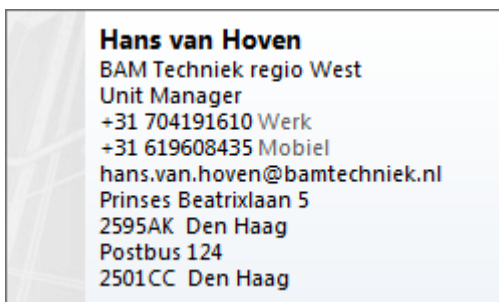 Hans van Hoven
BAM Techniek regio West
Unit Manager
+31 704191610 Werk
+31 619608435 Mobiel
hans.van.hoven@bamtechniek.nl
Prinses Beatrixlaan 5
2595AK  Den Haag
Postbus 124
2501CC  Den Haag